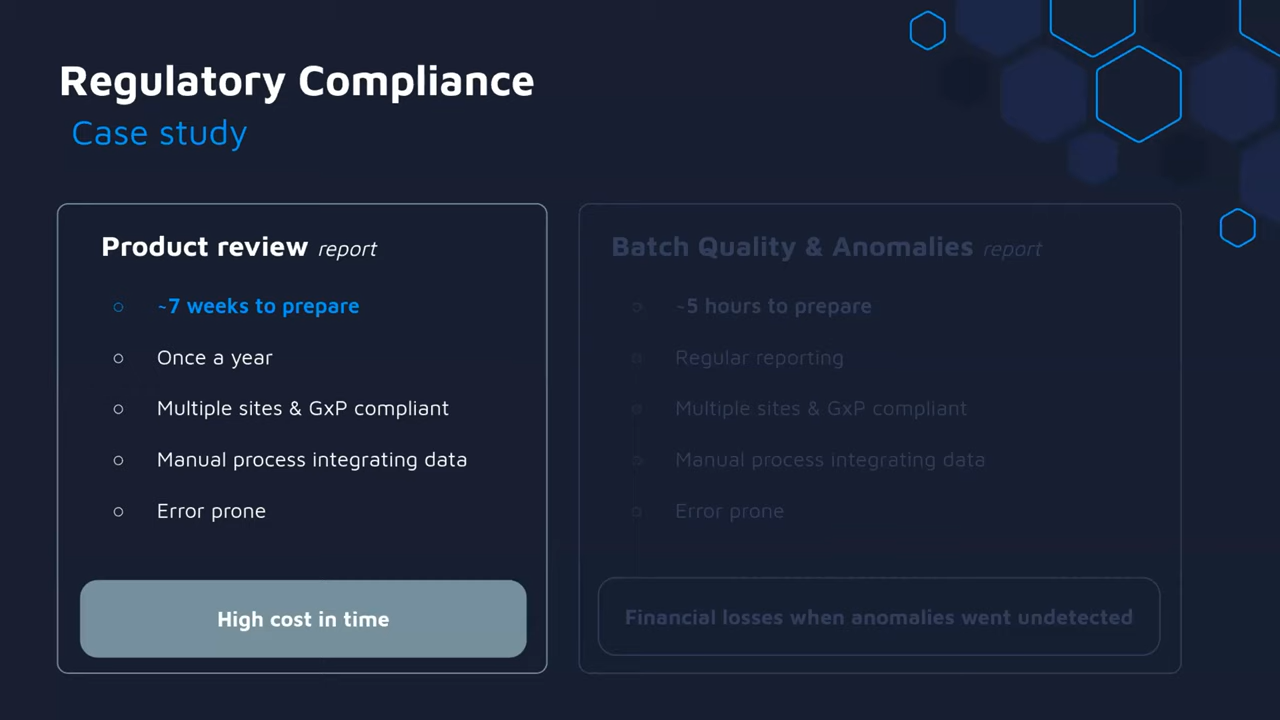 Regulatory Compliance
Case study
Product review report
~7 weeks to prepare
Once a year
Multiple sites & GxP compliant
Manual process integrating data
Error prone
High cost in time
Batch Quality & Anomalies report
~5 hours to prepare
Regular reporting
Multiple sites & GxP compliant
Manual process integrating data
Error prone
Financial losses when anomalies went undetected